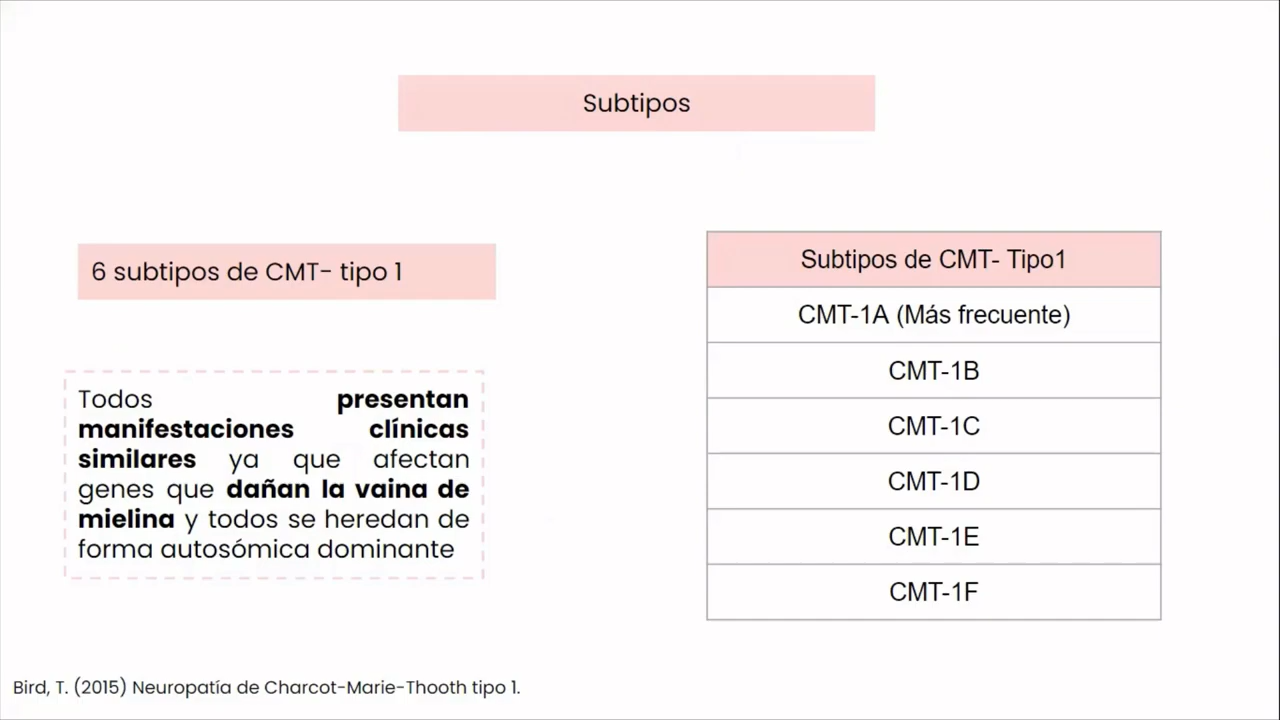 Subtipos
6 subtipos de CMT- tipo 1
Todos presentan
manifestaciones clínicas
similares ya que afectan
genes que dañan la vaina de
mielina y todos se heredan de
forma autosómica dominante
Subtipos de CMT- Tipo1
CMT-1A (Más frecuente)
CMT-1B
CMT-1C
CMT-1D
CMT-1E
CMT-1F
Bird, T. (2015) Neuropatía de Charcot-Marie-Thooth tipo 1.